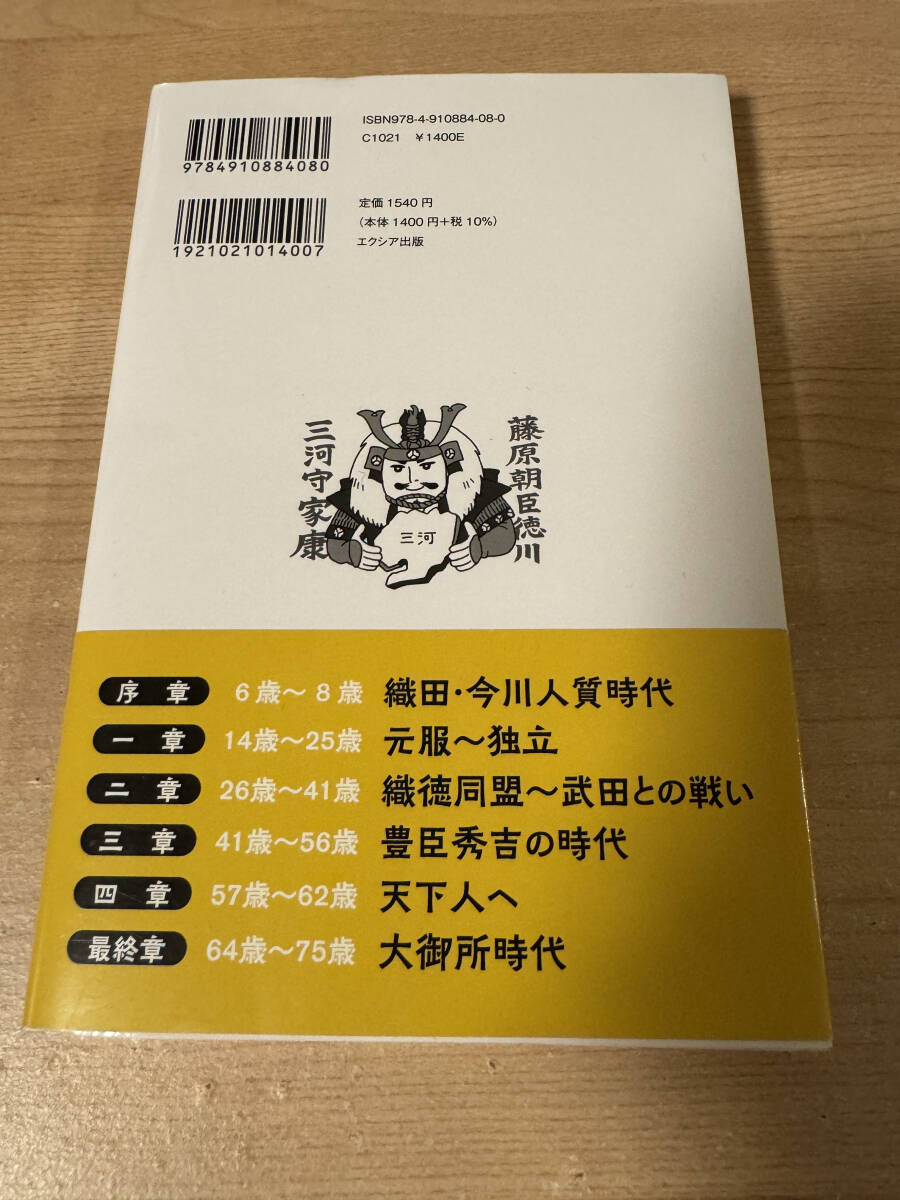 ISBN978-4-910884-08-0
C1021 ¥1400E
9784910884080
定価1540円
(本体1400円+税10%)
エクシア出版
1921021014007
藤原朝臣徳川
三河守家康
三河
序章 6歳〜8歳 織田・今川人質時代
一章 14歳〜25歳 元服〜独立
二章 26歳〜41歳 織徳同盟〜武田との戦い
三章 41歳〜56歳 豊臣秀吉の時代
四章 57歳〜62歳 天下人へ
最終章 64歳〜75歳 大御所時代